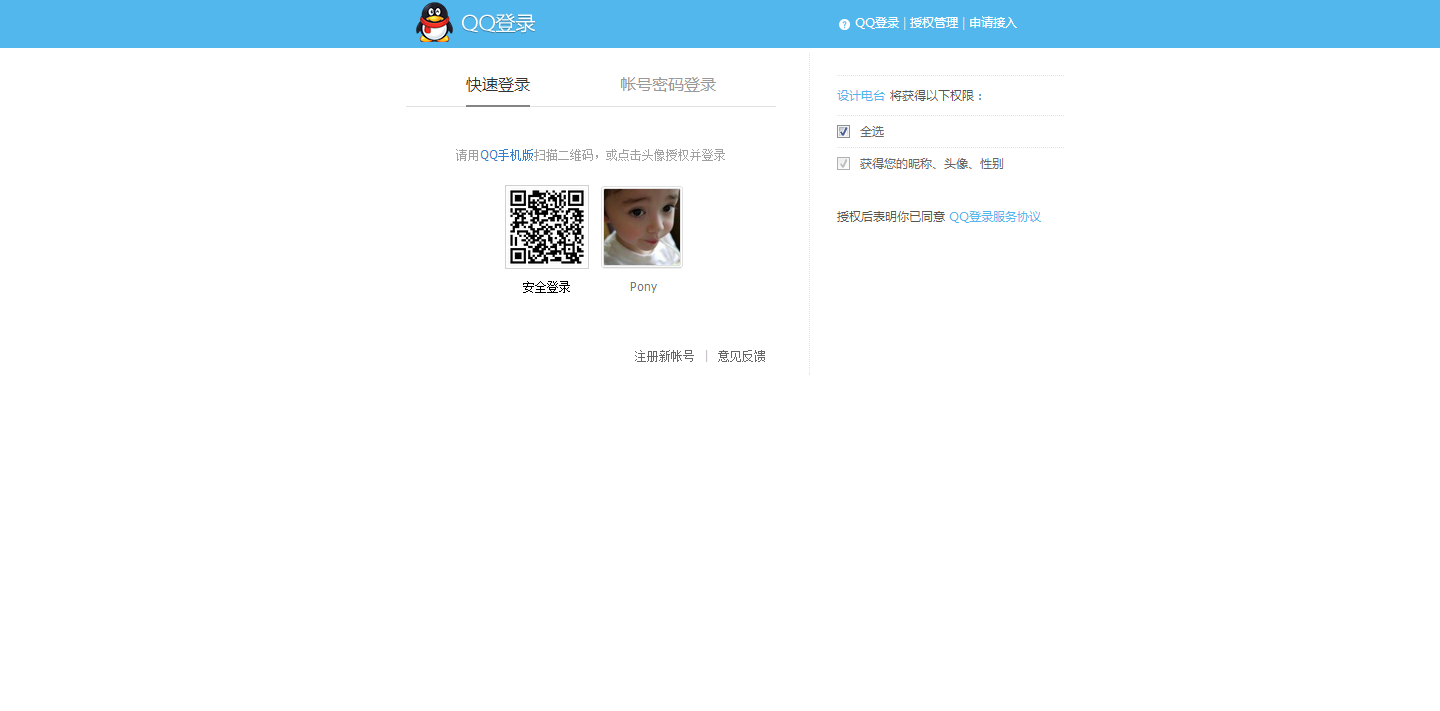 QQ登录
QQ登录 | 授权管理 | 申请接入
快速登录
帐号密码登录
请用QQ手机版扫描二维码，或点击头像授权并登录
安全登录
Pony
注册新帐号 | 意见反馈
设计电台 将获得以下权限：
全选
获得您的昵称、头像、性别
授权后表明你已同意 QQ登录服务协议